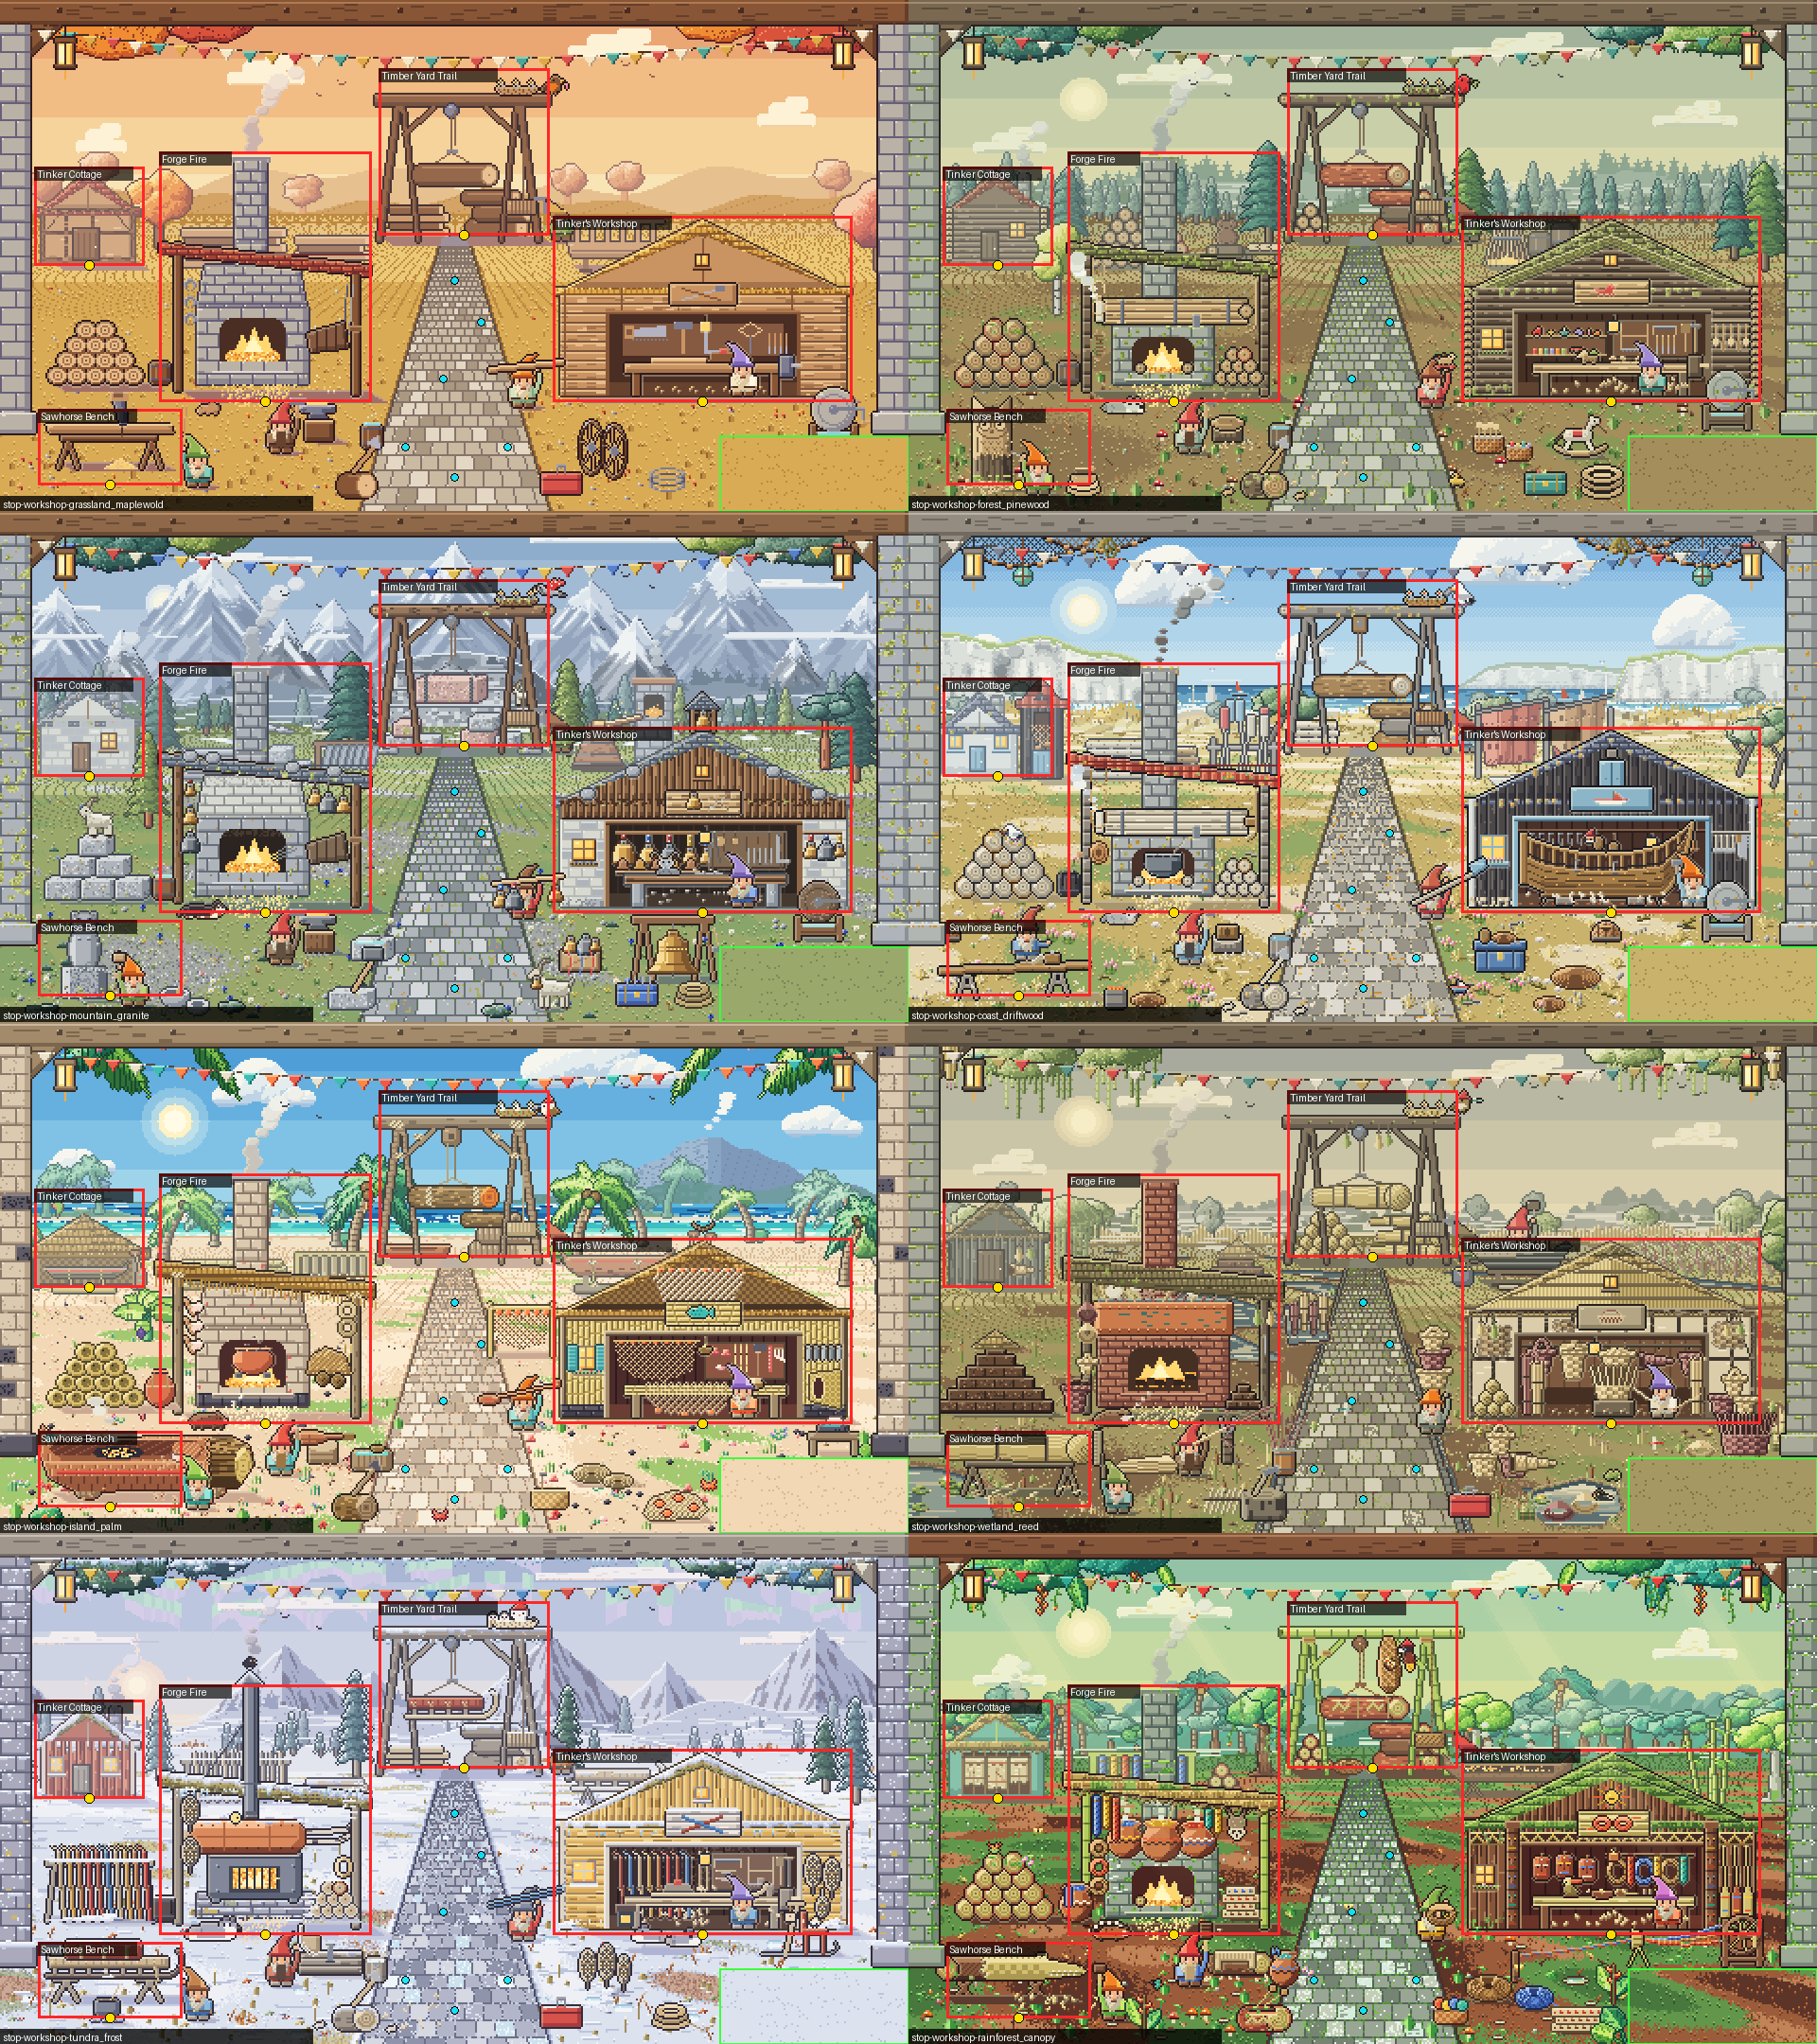 Timber Yard Trail
Forge Fire
Tinker Cottage
Tinker's Workshop
Sawhorse Bench
stop-workshop-grassland_maplewold
Timber Yard Trail
Forge Fire
Tinker Cottage
Tinker's Workshop
Sawhorse Bench
stop-workshop-forest_pinewood
Timber Yard Trail
Forge Fire
Tinker Cottage
Tinker's Workshop
Sawhorse Bench
stop-workshop-mountain_granite
Timber Yard Trail
Forge Fire
Tinker Cottage
Tinker's Workshop
Sawhorse Bench
stop-workshop-coast_driftwood
Timber Yard Trail
Forge Fire
Tinker Cottage
Tinker's Workshop
Sawhorse Bench
stop-workshop-island_palm
Timber Yard Trail
Forge Fire
Tinker Cottage
Tinker's Workshop
Sawhorse Bench
stop-workshop-wetland_reed
Timber Yard Trail
Forge Fire
Tinker Cottage
Tinker's Workshop
Sawhorse Bench
stop-workshop-tundra_frost
Timber Yard Trail
Forge Fire
Tinker Cottage
Tinker's Workshop
Sawhorse Bench
stop-workshop-rainforest_canopy